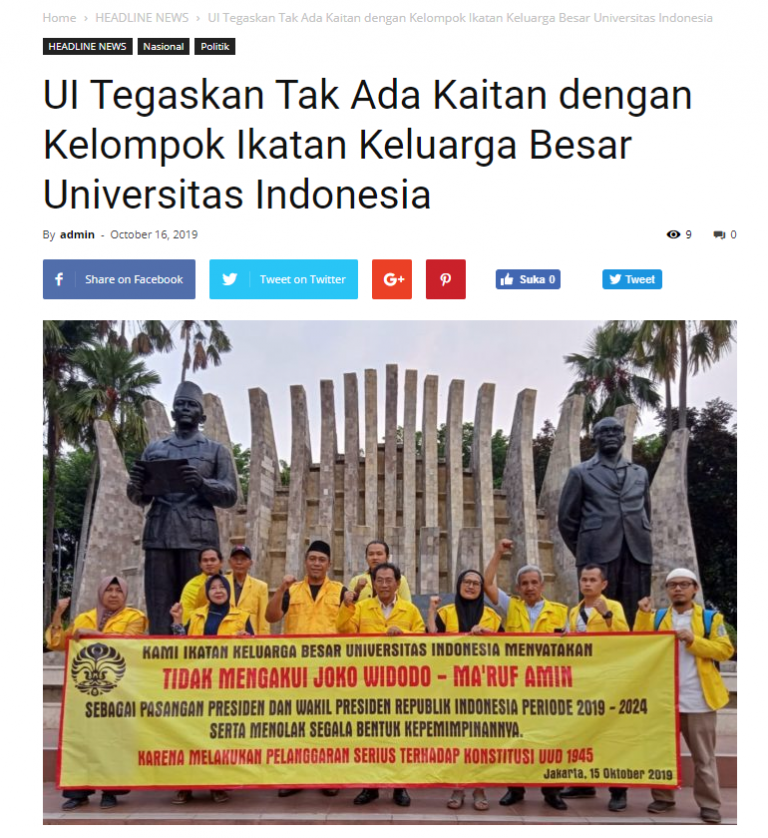 Home › HEADLINE NEWS › UI Tegaskan Tak Ada Kaitan dengan Kelompok Ikatan Keluarga Besar Universitas Indonesia
HEADLINE NEWS Nasional Politik
UI Tegaskan Tak Ada Kaitan dengan
Kelompok Ikatan Keluarga Besar
Universitas Indonesia
By admin - October 16, 2019 9 0
Share on Facebook Tweet on Twitter G+ Suka 0 Tweet
KAMI IKATAN KELUARGA BESAR UNIVERSITAS INDONESIA MENYATAKAN
TIDAK MENGAKUI JOKO WIDODO - MA'RUF AMIN
SEBAGAI PASANGAN PRESIDEN DAN WAKIL PRESIDEN REPUBLIK INDONESIA PERIODE 2019 - 2024
SERTA MENOLAK SEGALA BENTUK KEPEMIMPINANNYA.
KARENA MELAKUKAN PELANGGARAN SERIUS TERHADAP KONSTITUSI UUD 1945
Jakarta, 15 Oktober 2019